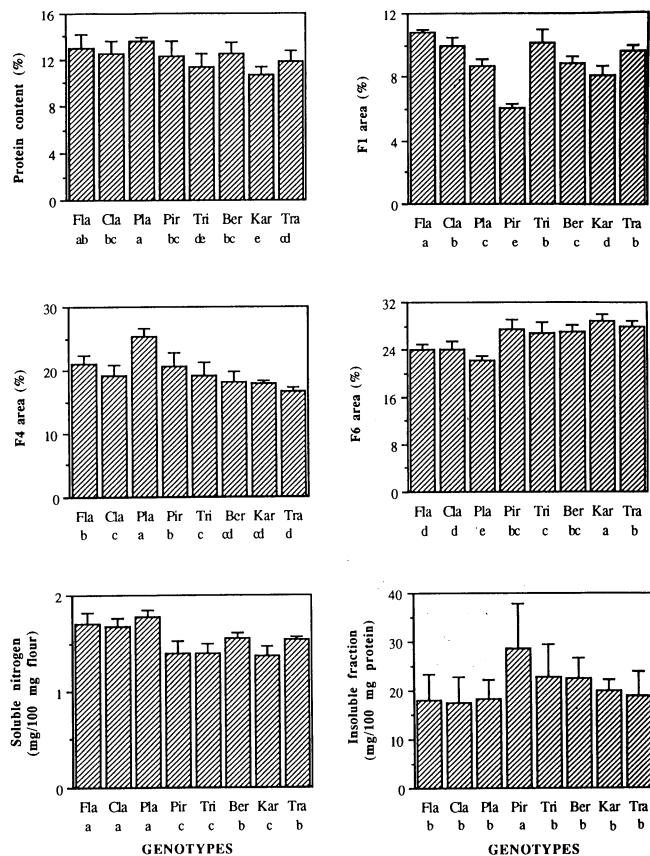 Protein content (%)
16
12
8
4
0
Fla Cla Pla Pir Tri Ber Kar Tra
ab bc a bc de bc e cd
F1 area (%)
12
8
4
0
Fla Cla Pla Pir Tri Ber Kar Tra
a b c e b c d b
F4 area (%)
30
20
10
0
Fla Cla Pla Pir Tri Ber Kar Tra
b c a b c cd cd d
F6 area (%)
32
24
16
8
0
Fla Cla Pla Pir Tri Ber Kar Tra
d d e bc c bc a b
Soluble nitrogen
(mg/100 mg flour)
2
1
0
Fla Cla Pla Pir Tri Ber Kar Tra
a a a c c b c b
GENOTYPES
Insoluble fraction
(mg/100 mg protein)
40
30
20
10
0
Fla Cla Pla Pir Tri Ber Kar Tra
b b b a b b b b
GENOTYPES